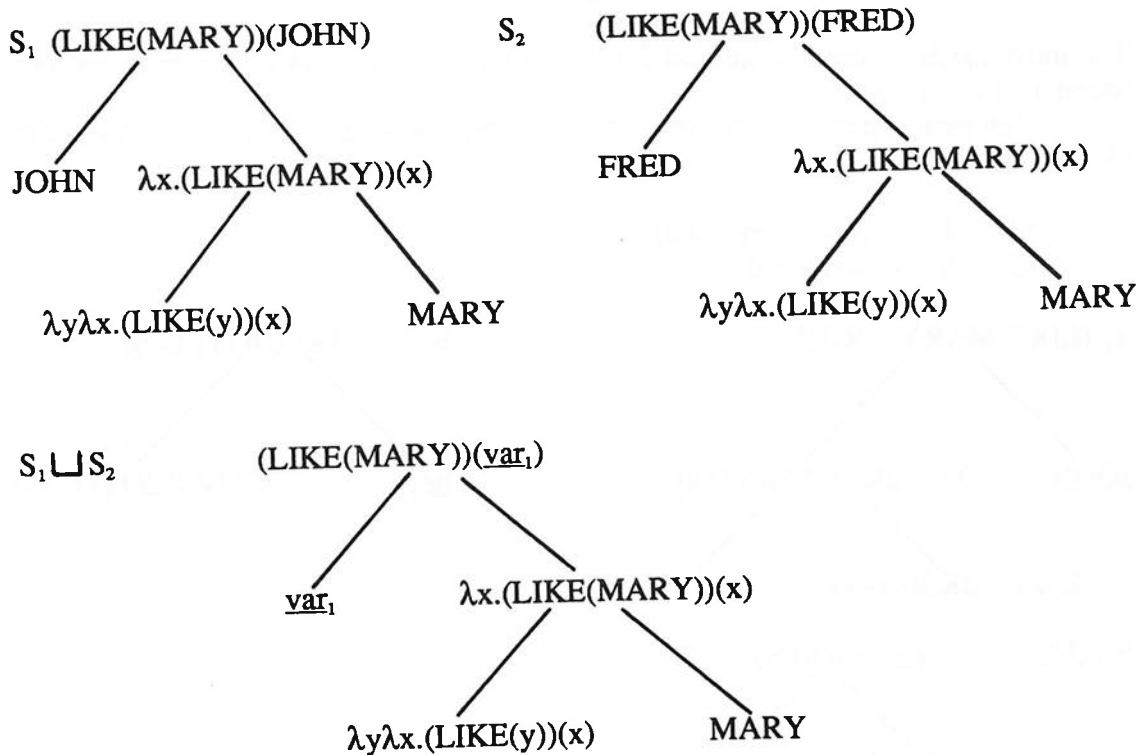 S₁ (LIKE(MARY))(JOHN)
S₂ (LIKE(MARY))(FRED)
JOHN λx.(LIKE(MARY))(x)
FRED λx.(LIKE(MARY))(x)
λyλx.(LIKE(y))(x) MARY
λyλx.(LIKE(y))(x) MARY
S₁⊔S₂ (LIKE(MARY))(var₁)
var₁ λx.(LIKE(MARY))(x)
λyλx.(LIKE(y))(x) MARY